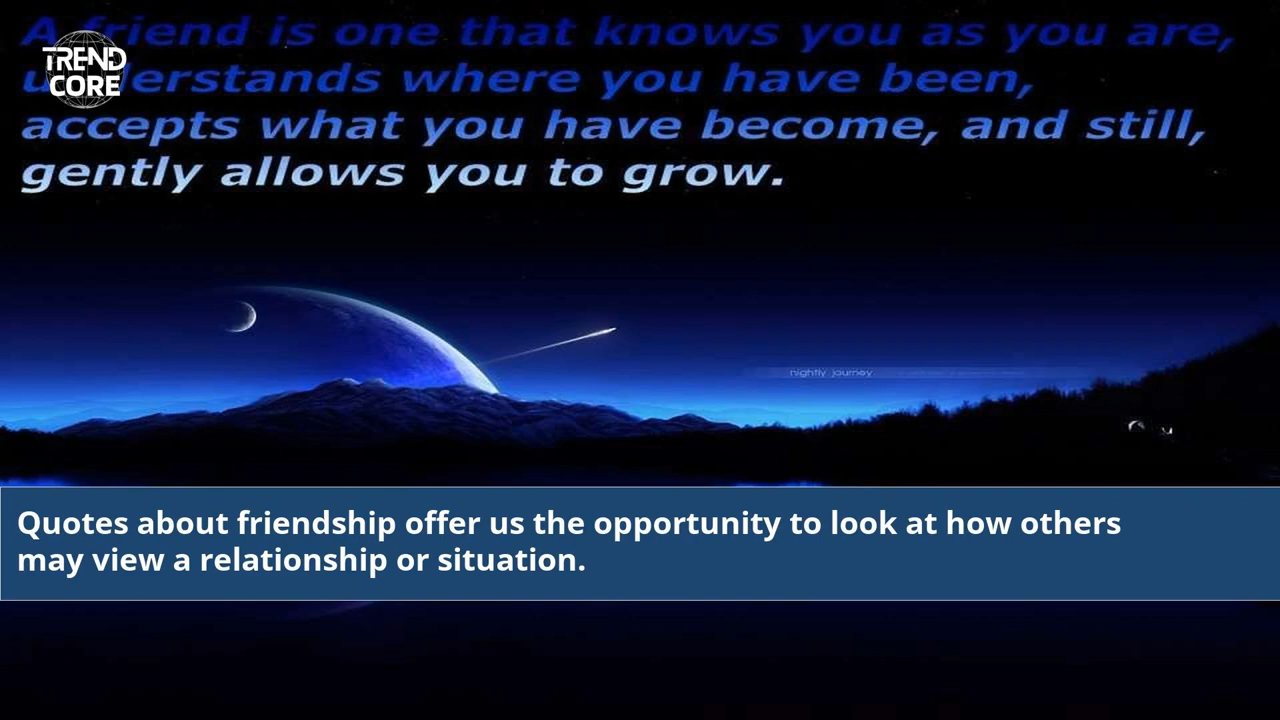 A friend is one that knows you as you are,
understands where you have been,
accepts what you have become, and still,
gently allows you to grow.
TREND
CORE
nightly journey
Quotes about friendship offer us the opportunity to look at how others
may view a relationship or situation.